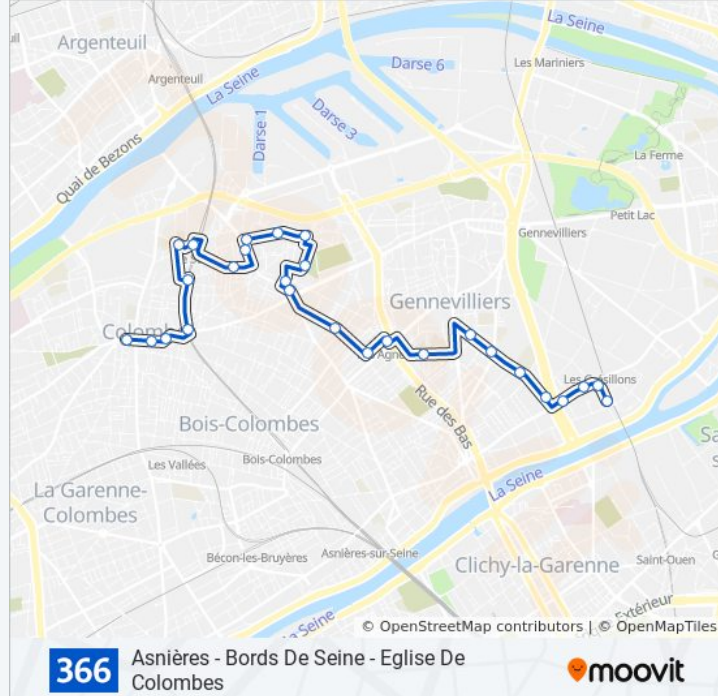 La Seine
Argenteuil
Les Mariniers
Darse 6
Argenteuil
La Seine
Darse 3
Darse 1
Quai de Bezons
La Ferme
Petit Lac
Gennevilliers
Gennevilliers
Colomb
Les Grésillons
Rue des Bas
Bois-Colombes
Bois-Colombes
Les Vallées
La Seine
La Garenne-
Colombes
Asnières-sur-Seine
Bécon-les-Bruyères
Clichy-la-Garenne
Saint-Ouen
Extérieur
Seine
© OpenStreetMap contributors | © OpenMapTiles
366
Asnières - Bords De Seine - Eglise De
Colombes
moovit